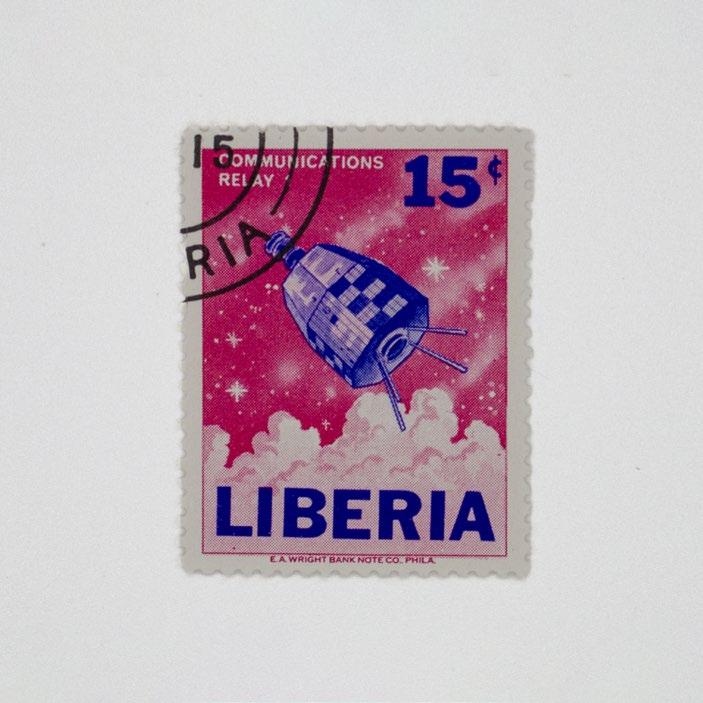 15
COMMUNICATIONS
RELAY
15¢
RIA
LIBERIA
E.A. WRIGHT BANK NOTE CO., PHILA.